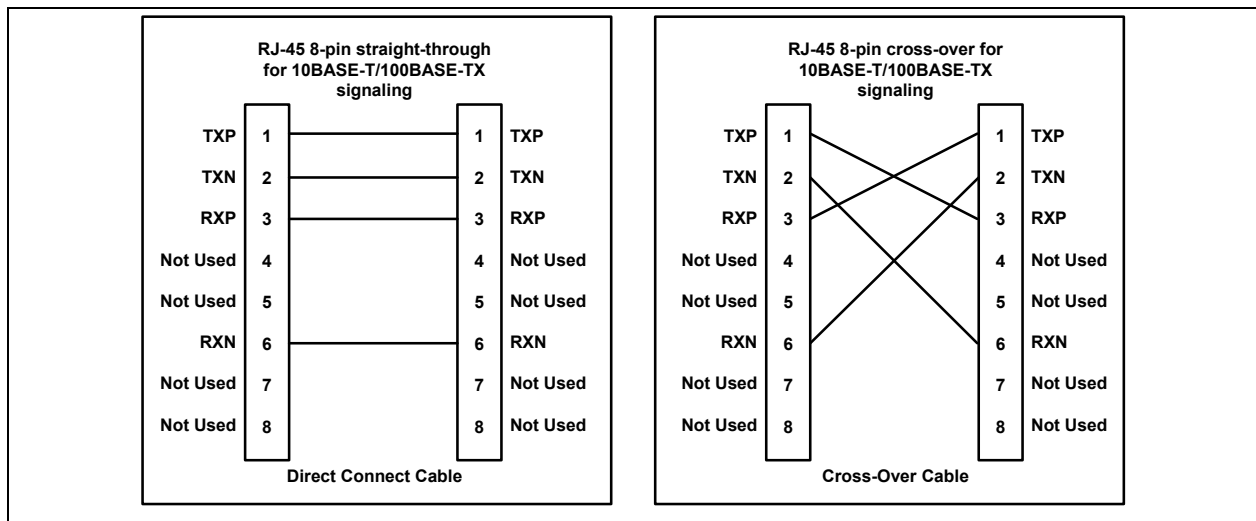 RJ-45 8-pin straight-through
for 10BASE-T/100BASE-TX
signaling
TXP 1 1 TXP
TXN 2 2 TXN
RXP 3 3 RXP
Not Used 4 4 Not Used
Not Used 5 5 Not Used
RXN 6 6 RXN
Not Used 7 7 Not Used
Not Used 8 8 Not Used
Direct Connect Cable
RJ-45 8-pin cross-over for
10BASE-T/100BASE-TX
signaling
TXP 1 1 TXP
TXN 2 2 TXN
RXP 3 3 RXP
Not Used 4 4 Not Used
Not Used 5 5 Not Used
RXN 6 6 RXN
Not Used 7 7 Not Used
Not Used 8 8 Not Used
Cross-Over Cable